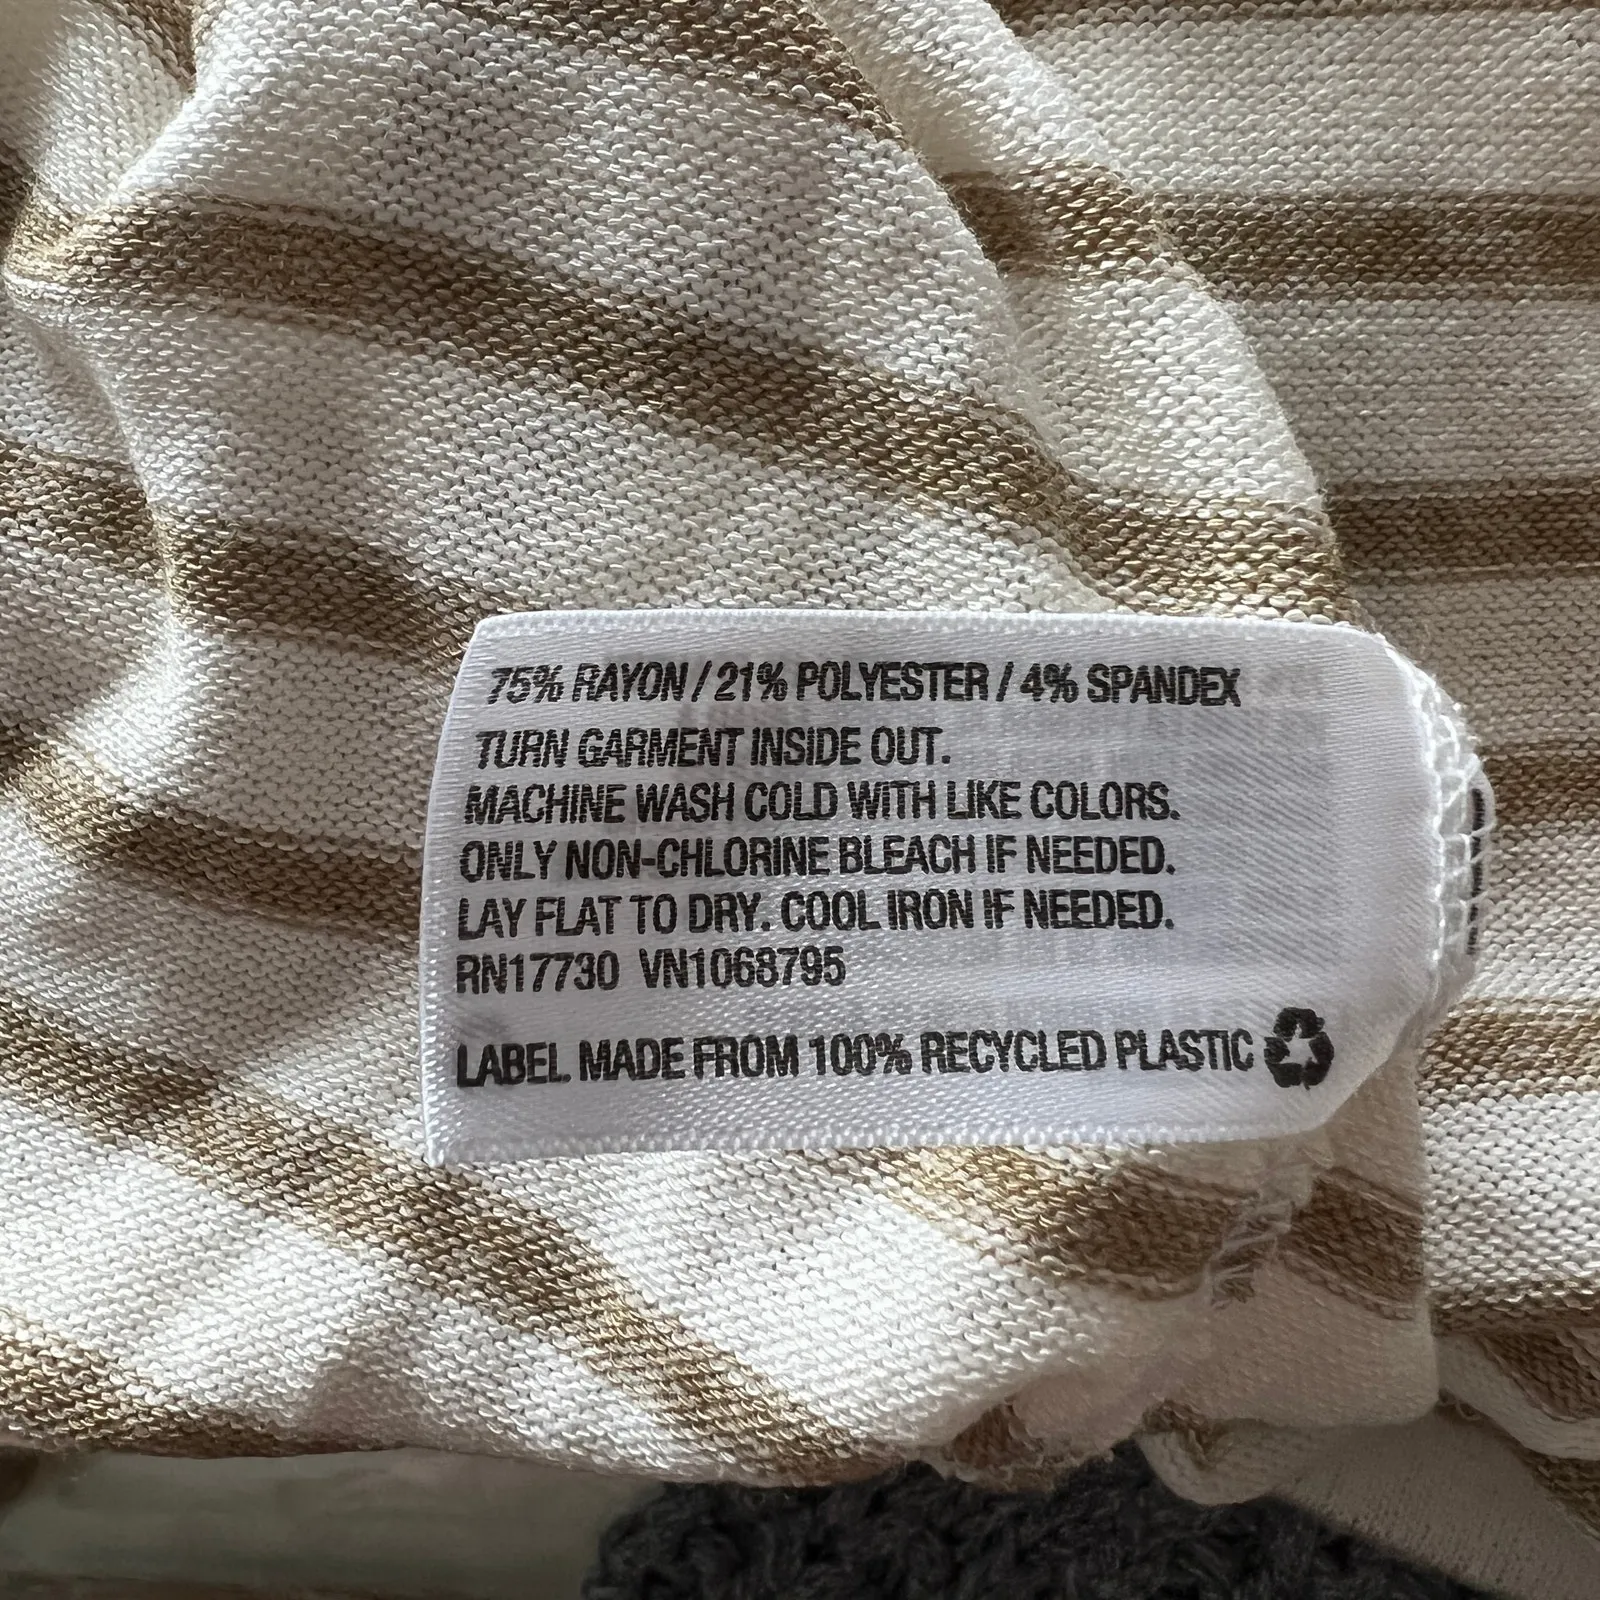 75% RAYON / 21% POLYESTER / 4% SPANDEX
TURN GARMENT INSIDE OUT.
MACHINE WASH COLD WITH LIKE COLORS.
ONLY NON-CHLORINE BLEACH IF NEEDED.
LAY FLAT TO DRY. COOL IRON IF NEEDED.
RN17730 VN1068795
LABEL MADE FROM 100% RECYCLED PLASTIC